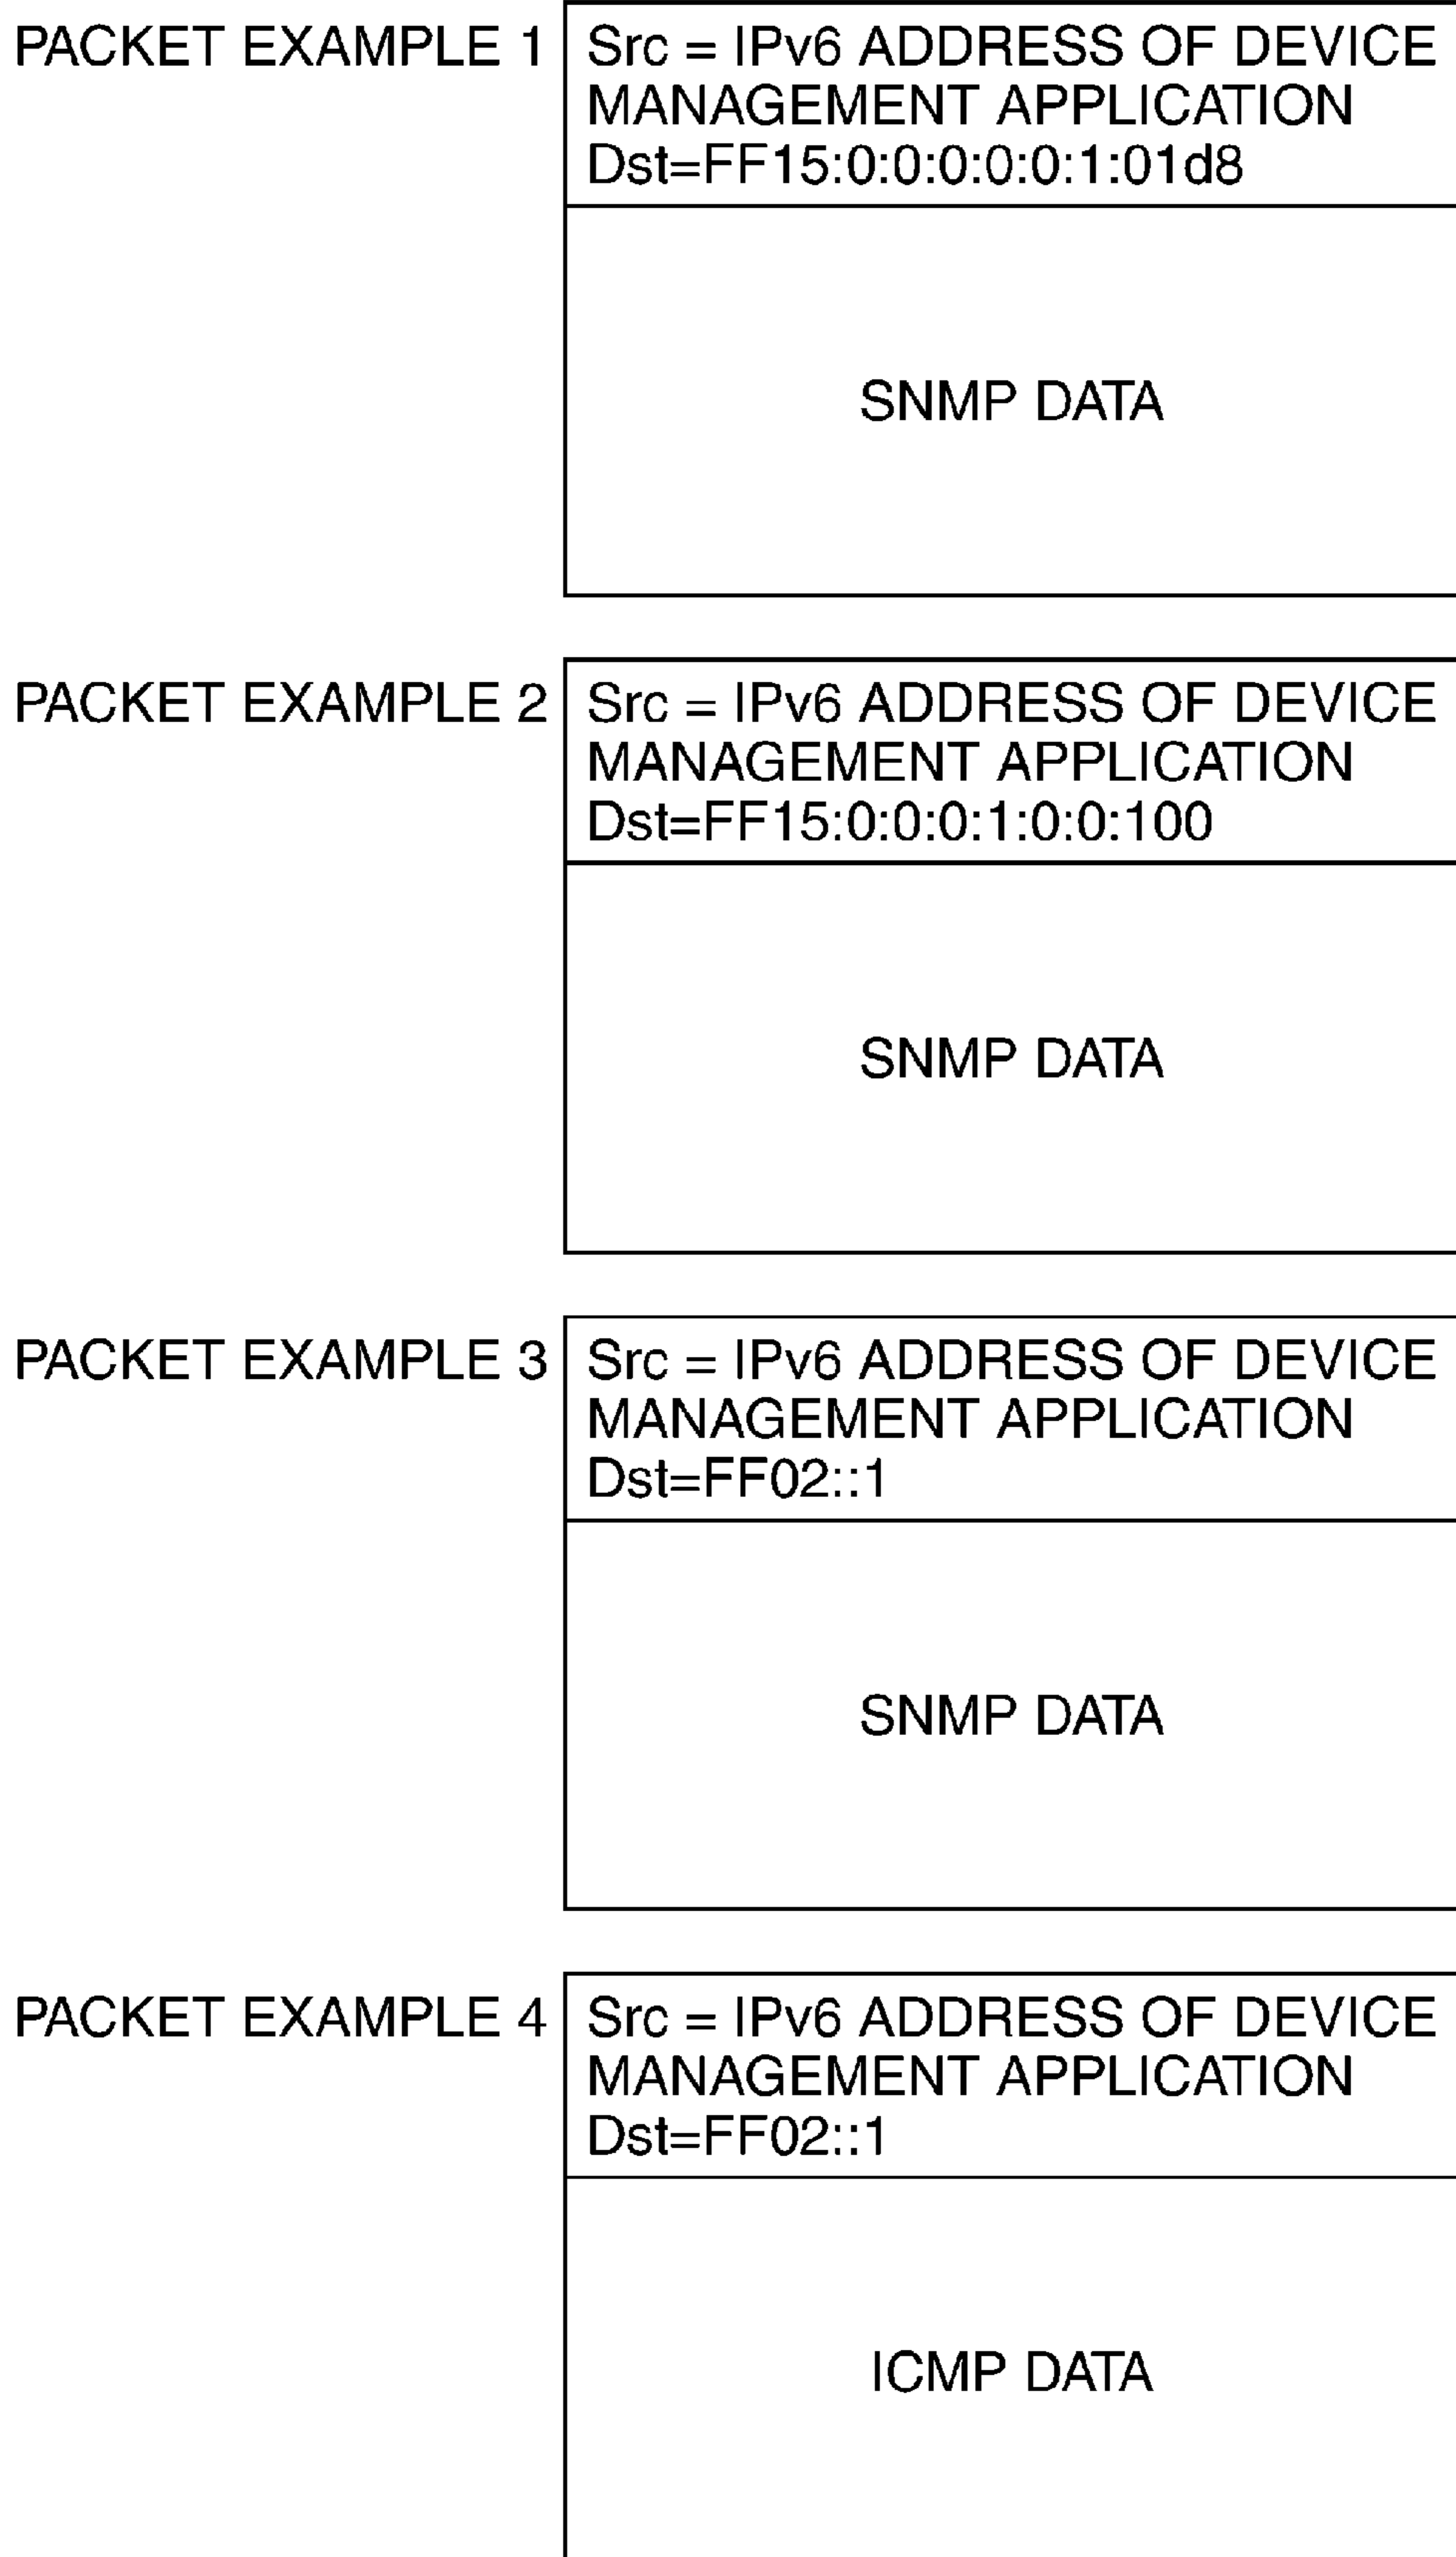 PACKET EXAMPLE 1
Src = IPv6 ADDRESS OF DEVICE
MANAGEMENT APPLICATION
Dst=FF15:0:0:0:0:0:1:01d8
SNMP DATA
PACKET EXAMPLE 2
Src = IPv6 ADDRESS OF DEVICE
MANAGEMENT APPLICATION
Dst=FF15:0:0:0:1:0:0:100
SNMP DATA
PACKET EXAMPLE 3
Src = IPv6 ADDRESS OF DEVICE
MANAGEMENT APPLICATION
Dst=FF02::1
SNMP DATA
PACKET EXAMPLE 4
Src = IPv6 ADDRESS OF DEVICE
MANAGEMENT APPLICATION
Dst=FF02::1
ICMP DATA